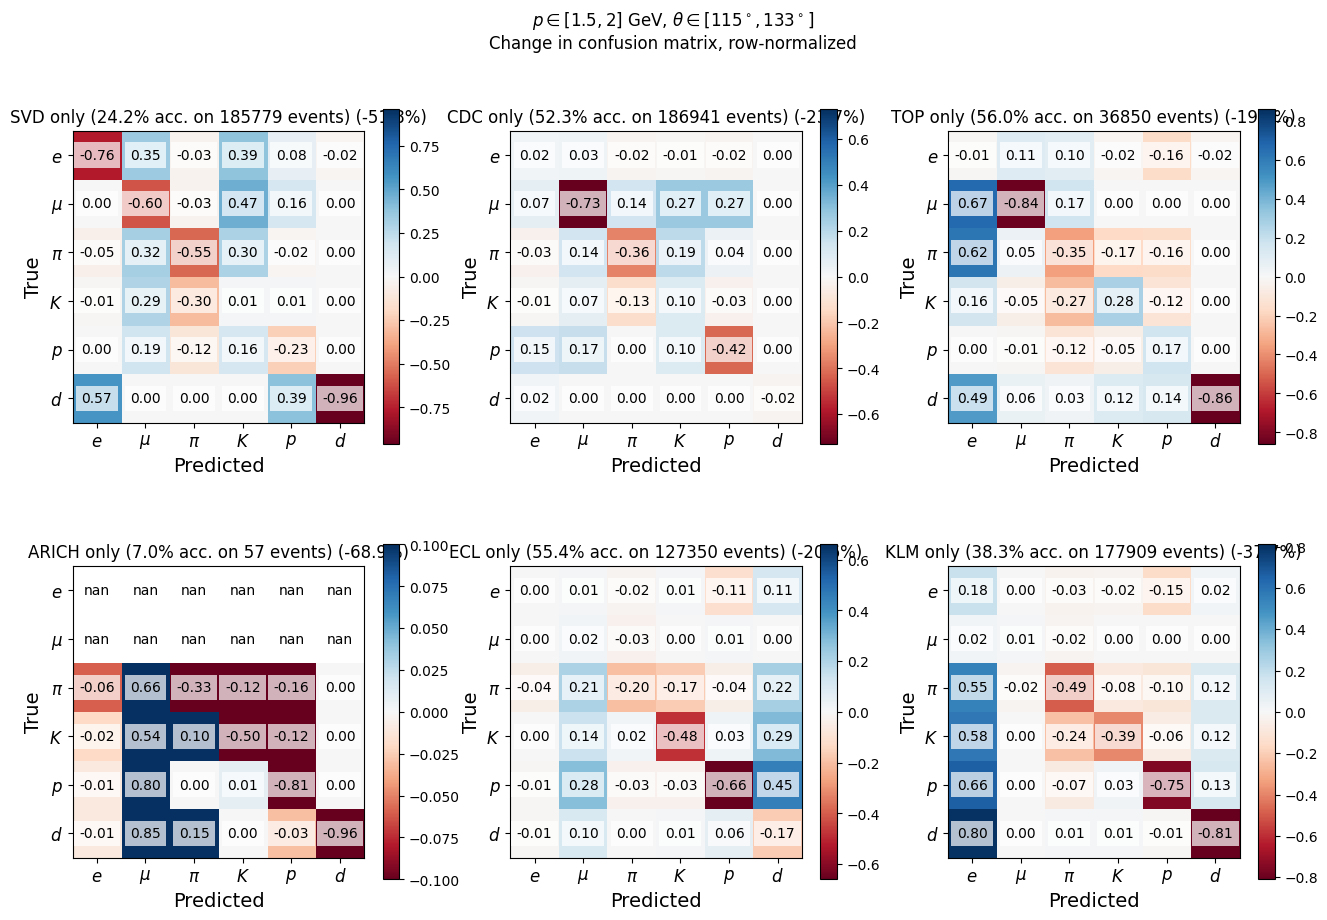 $p \in [1.5, 2]$ GeV, $\theta \in [115^\circ, 133^\circ]$
Change in confusion matrix, row-normalized
SVD only (24.2% acc. on 185779 events)
-0.76 0.35 -0.03 0.39 0.08 -0.02
0.00 -0.60 -0.03 0.47 0.16 0.00
-0.05 0.32 -0.55 0.30 -0.02 0.00
-0.01 0.29 -0.30 0.01 0.01 0.00
0.00 0.19 -0.12 0.16 -0.23 0.00
0.57 0.00 0.00 0.00 0.39 -0.96
e μ π K p d
e μ π K p d
True
Predicted
0.75
0.50
0.25
0.00
−0.25
−0.50
−0.75
CDC only (52.3% acc. on 186941 events)
0.02 0.03 -0.02 -0.01 -0.02 0.00
0.07 -0.73 0.14 0.27 0.27 0.00
-0.03 0.14 -0.36 0.19 0.04 0.00
-0.01 0.07 -0.13 0.10 -0.03 0.00
0.15 0.17 0.00 0.10 -0.42 0.00
0.02 0.00 0.00 0.00 0.00 -0.02
e μ π K p d
e μ π K p d
True
Predicted
0.6
0.4
0.2
0.0
−0.2
−0.4
−0.6
TOP only (56.0% acc. on 36850 events)
-0.01 0.11 0.10 -0.02 -0.16 -0.02
0.67 -0.84 0.17 0.00 0.00 0.00
0.62 0.05 -0.35 -0.17 -0.16 0.00
0.16 -0.05 -0.27 0.28 -0.12 0.00
0.00 -0.01 -0.12 -0.05 0.17 0.00
0.49 0.06 0.03 0.12 0.14 -0.86
e μ π K p d
e μ π K p d
True
Predicted
0.8
0.6
0.4
0.2
0.0
−0.2
−0.4
−0.6
−0.8
ARICH only (7.0% acc. on 57 events)
nan nan nan nan nan nan
nan nan nan nan nan nan
-0.06 0.66 -0.33 -0.12 -0.16 0.00
-0.02 0.54 0.10 -0.50 -0.12 0.00
-0.01 0.80 0.00 0.01 -0.81 0.00
-0.01 0.85 0.15 0.00 -0.03 -0.96
e μ π K p d
e μ π K p d
True
Predicted
0.100
0.075
0.050
0.025
0.000
−0.025
−0.050
−0.075
−0.100
ECL only (55.4% acc. on 127350 events)
0.00 0.01 -0.02 0.01 -0.11 0.11
0.00 0.02 -0.03 0.00 0.01 0.00
-0.04 0.21 -0.20 -0.17 -0.04 0.22
0.00 0.14 0.02 -0.48 0.03 0.29
-0.01 0.28 -0.03 -0.03 -0.66 0.45
-0.01 0.10 0.00 0.01 0.06 -0.17
e μ π K p d
e μ π K p d
True
Predicted
0.6
0.4
0.2
0.0
−0.2
−0.4
−0.6
KLM only (38.3% acc. on 177909 events)
0.18 0.00 -0.03 -0.02 -0.15 0.02
0.02 0.01 -0.02 0.00 0.00 0.00
0.55 -0.02 -0.49 -0.08 -0.10 0.12
0.58 0.00 -0.24 -0.39 -0.06 0.12
0.66 0.00 -0.07 0.03 -0.75 0.13
0.80 0.00 0.01 0.01 -0.01 -0.81
e μ π K p d
e μ π K p d
True
Predicted
0.8
0.6
0.4
0.2
0.0
−0.2
−0.4
−0.6
−0.8